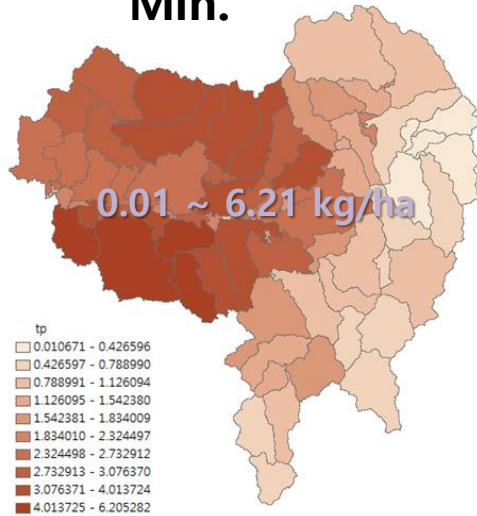 Min.
0.01 ~ 6.21 kg/ha
tp
0.010671 - 0.426596
0.426597 - 0.788990
0.788991 - 1.126094
1.126095 - 1.542380
1.542381 - 1.834009
1.834010 - 2.324497
2.324498 - 2.732912
2.732913 - 3.076370
3.076371 - 4.013724
4.013725 - 6.205282